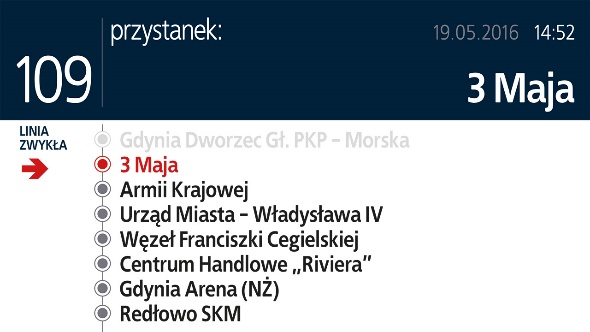 przystanek:
19.05.2016 14:52
109
3 Maja
LINIA
ZWYKŁA
Gdynia Dworzec Gł. PKP – Morska
3 Maja
Armii Krajowej
Urząd Miasta – Władysława IV
Węzeł Franciszki Cegielskiej
Centrum Handlowe „Riviera”
Gdynia Arena (NŻ)
Redłowo SKM